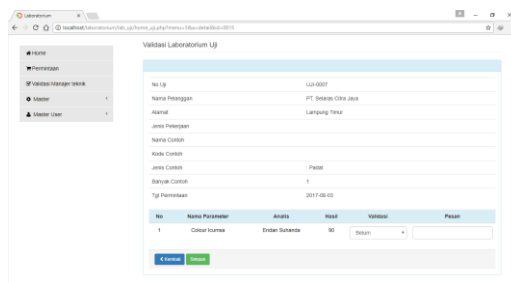 Laboratorium
localhost/laboratorium/lab_uji/home_uji.php?menu=3&a=detail&id=0015
Validasi Laboratorium Uji
Home
Permintaan
Validasi Manajer teknik
Master
Master User
No Uji UJI-0007
Nama Pelanggan PT. Selaras Citra Jaya
Alamat Lampung Timur
Jenis Pekerjaan
Nama Contoh
Kode Contoh
Jenis Contoh Padat
Banyak Contoh 1
Tgl Permintaan 2017-08-03
No Nama Parameter Analis Hasil Validasi Pesan
1 Colour Icumsa Endan Suhanda 90 Belum
Kembali Simpan